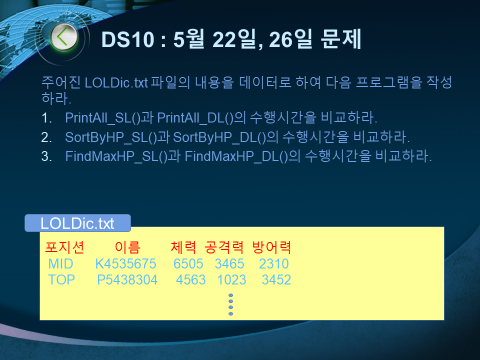 DS10 : 5월 22일, 26일 문제
주어진 LOLDic.txt 파일의 내용을 데이터로 하여 다음 프로그램을 작성
하라.
1. PrintAll_SL()과 PrintAll_DL()의 수행시간을 비교하라.
2. SortByHP_SL()과 SortByHP_DL()의 수행시간을 비교하라.
3. FindMaxHP_SL()과 FindMaxHP_DL()의 수행시간을 비교하라.
LOLDic.txt
포지션 이름 체력 공격력 방어력
MID K4535675 6505 3465 2310
TOP P5438304 4563 1023 3452